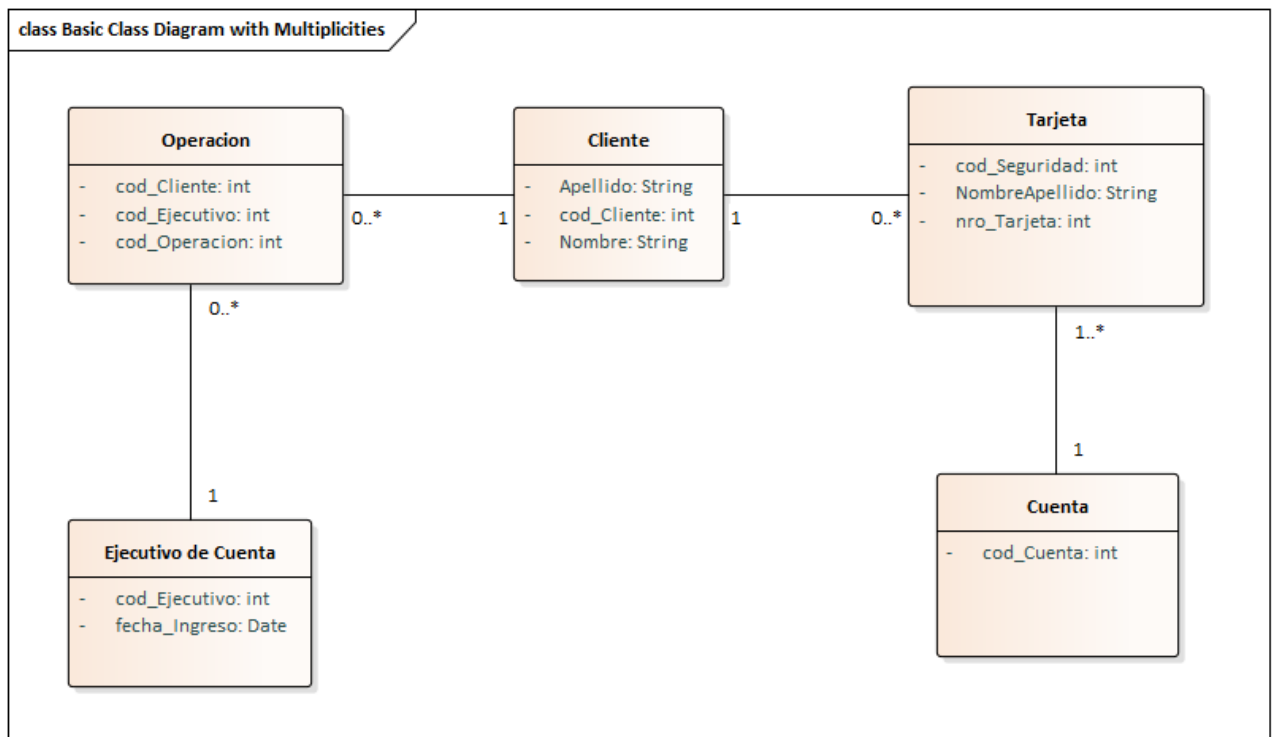 class Basic Class Diagram with Multiplicities
Operacion
- cod_Cliente: int
- cod_Ejecutivo: int
- cod_Operacion: int
0..*
1
Cliente
- Apellido: String
- cod_Cliente: int
- Nombre: String
1
0..*
Tarjeta
- cod_Seguridad: int
- NombreApellido: String
- nro_Tarjeta: int
0..*
1
Ejecutivo de Cuenta
- cod_Ejecutivo: int
- fecha_Ingreso: Date
1..*
1
Cuenta
- cod_Cuenta: int